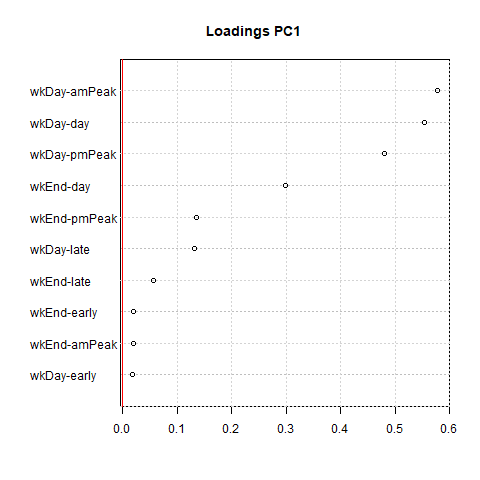 Loadings PC1
wkDay-amPeak
wkDay-day
wkDay-pmPeak
wkEnd-day
wkEnd-pmPeak
wkDay-late
wkEnd-late
wkEnd-early
wkEnd-amPeak
wkDay-early
0.0 0.1 0.2 0.3 0.4 0.5 0.6